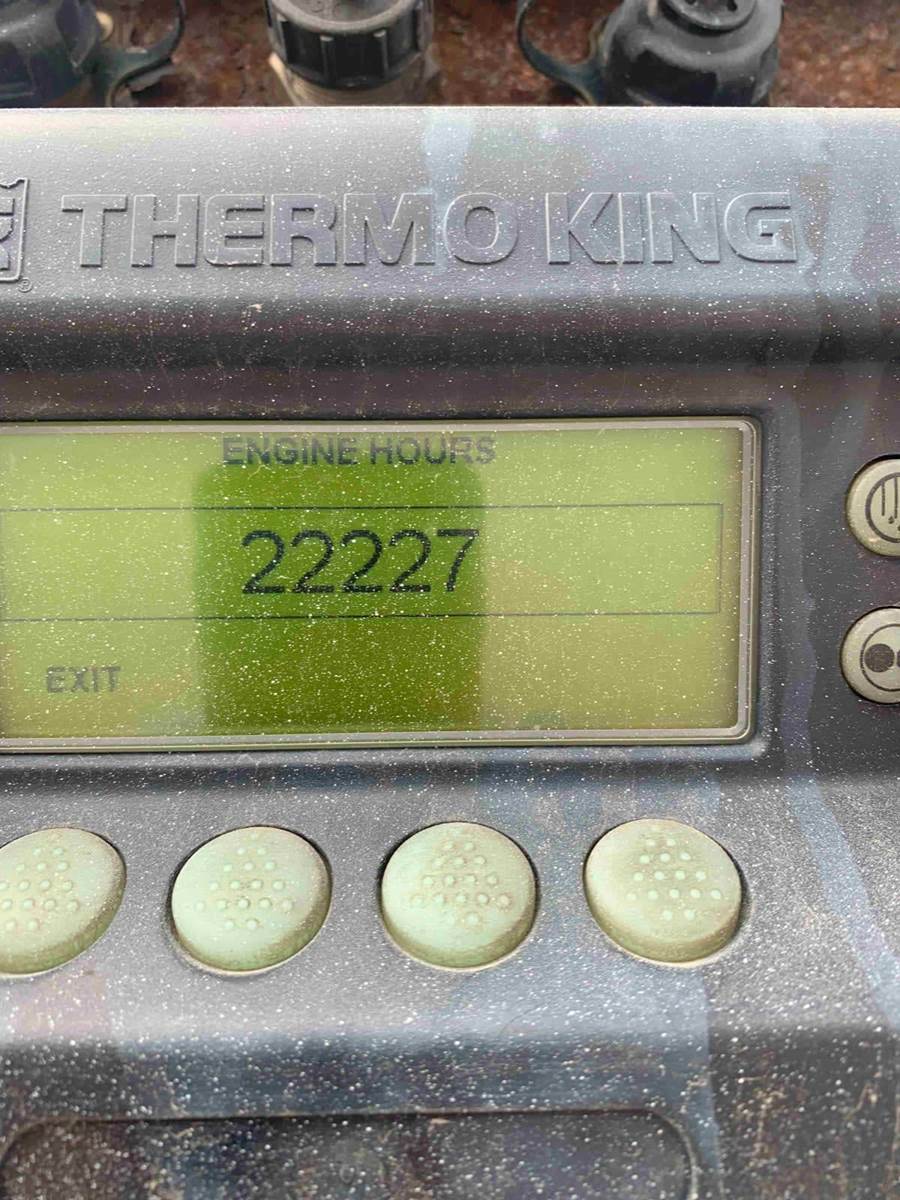 THERMO KING
®
ENGINE HOURS
22227
EXIT